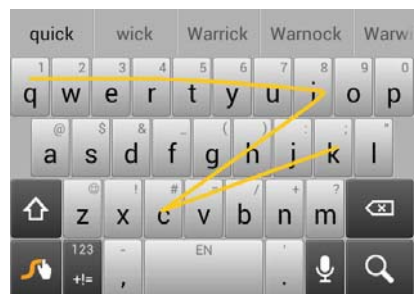 quick wick Warrick Warnock Warw
1 2 3 4 5 6 7 8 9 0
q w e r t y u i o p
@ $ & _ ( ) : ; "
a s d f g h j k l
! # - / + ?
z x c v b n m
123 - EN '
+!= , .